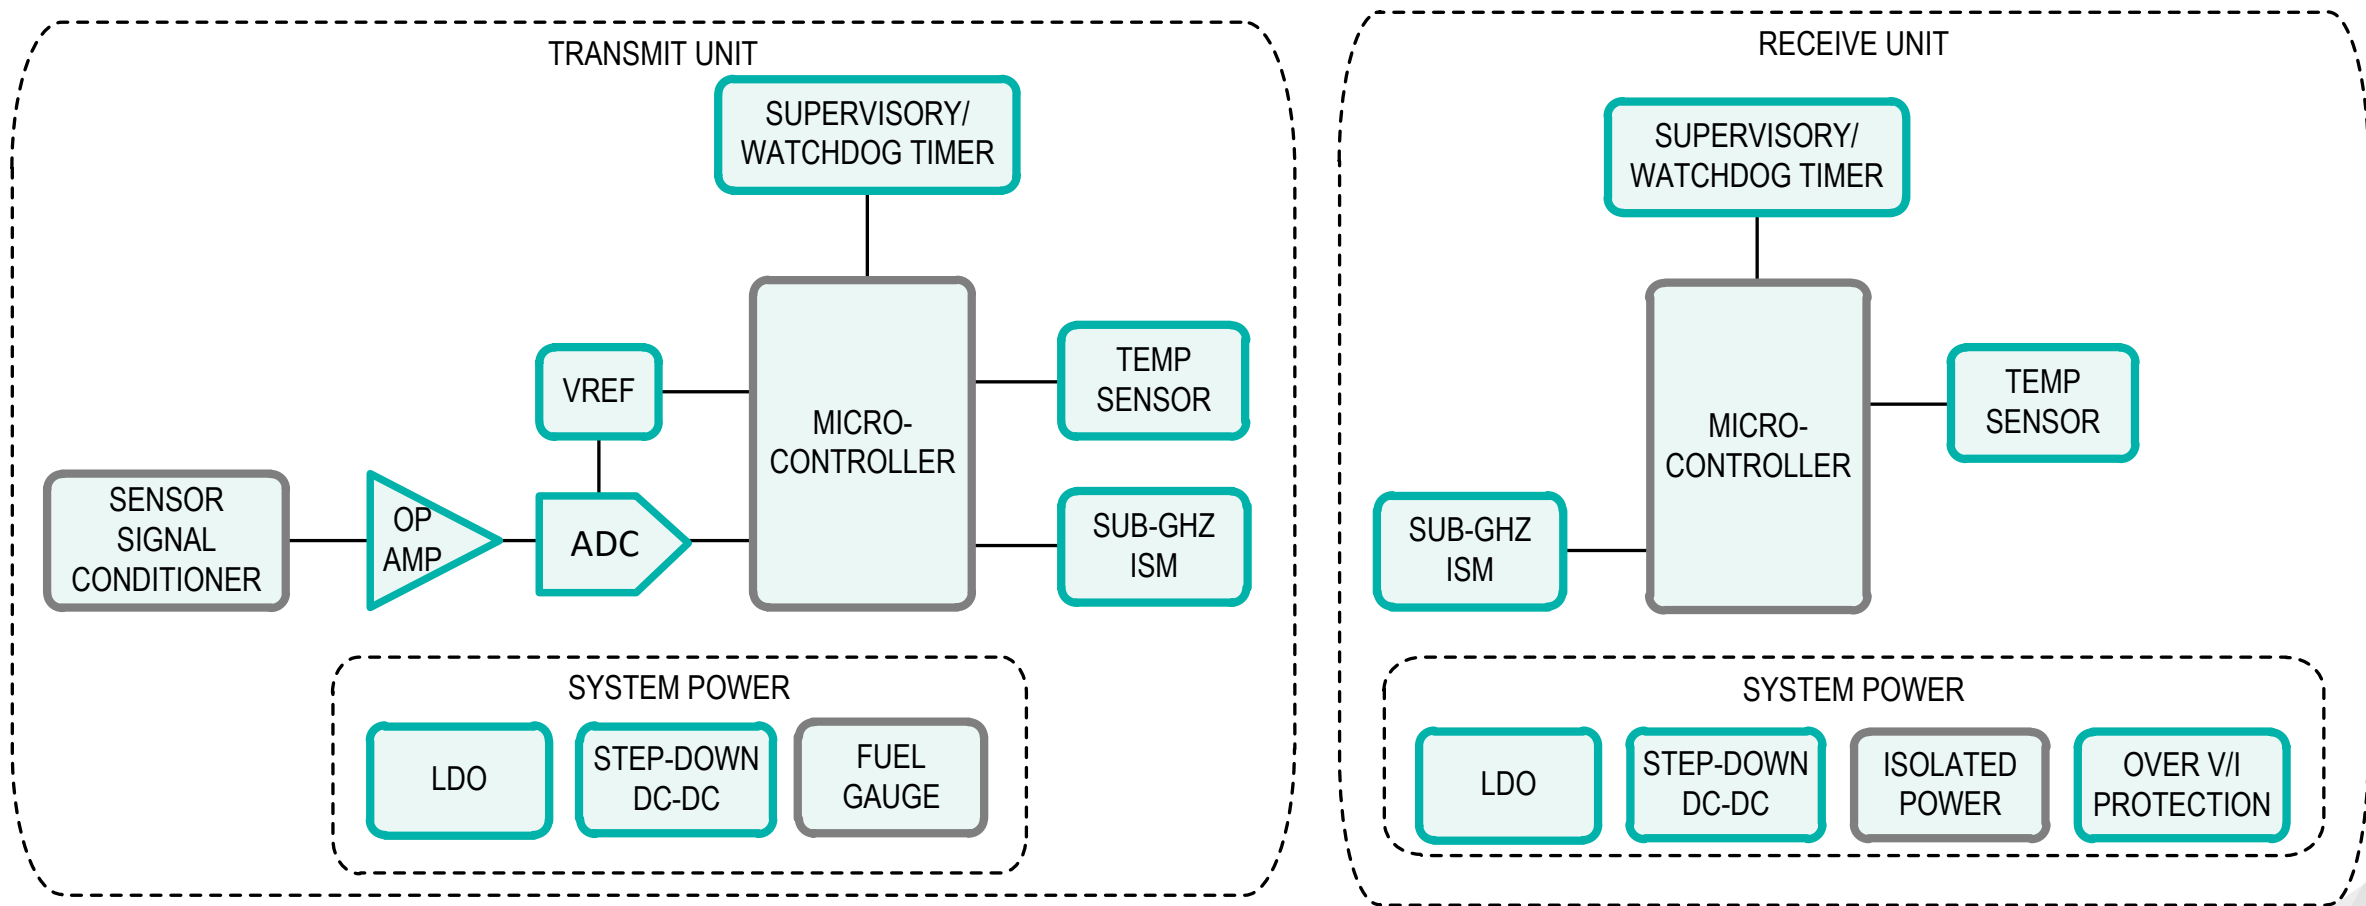 TRANSMIT UNIT
SUPERVISORY/
WATCHDOG TIMER
VREF
MICRO-
CONTROLLER
TEMP
SENSOR
SENSOR
SIGNAL
CONDITIONER
OP
AMP
ADC
SUB-GHZ
ISM
SYSTEM POWER
LDO
STEP-DOWN
DC-DC
FUEL
GAUGE
RECEIVE UNIT
SUPERVISORY/
WATCHDOG TIMER
MICRO-
CONTROLLER
TEMP
SENSOR
SUB-GHZ
ISM
SYSTEM POWER
LDO
STEP-DOWN
DC-DC
ISOLATED
POWER
OVER V/I
PROTECTION